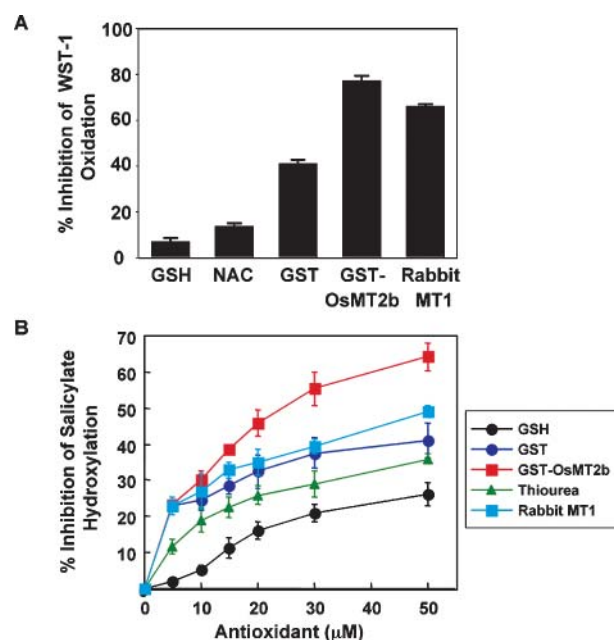 A
% Inhibition of WST-1
Oxidation
100
80
60
40
20
0
GSH NAC GST GST-
OsMT2b Rabbit
MT1
B
% Inhibition of Salicylate
Hydroxylation
70
60
50
40
30
20
10
0 10 20 30 40 50
Antioxidant (μM)
GSH
GST
GST-OsMT2b
Thiourea
Rabbit MT1